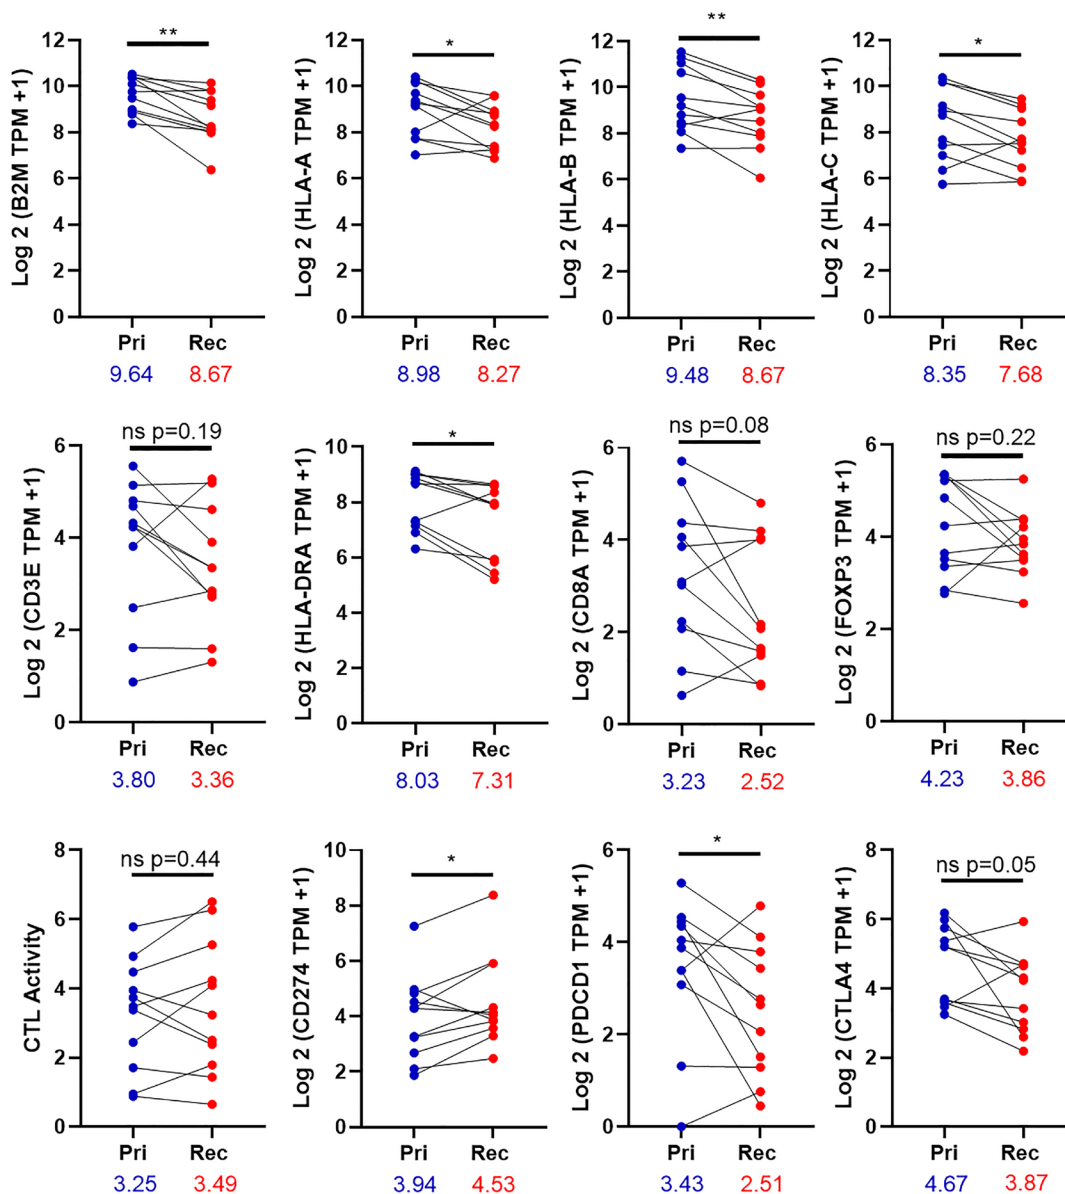 **
Log 2 (B2M TPM +1)
12
10
8
6
4
2
0
Pri Rec
9.64 8.67
*
Log 2 (HLA-A TPM +1)
12
10
8
6
4
2
0
Pri Rec
8.98 8.27
**
Log 2 (HLA-B TPM +1)
12
10
8
6
4
2
0
Pri Rec
9.48 8.67
*
Log 2 (HLA-C TPM +1)
12
10
8
6
4
2
0
Pri Rec
8.35 7.68
ns p=0.19
Log 2 (CD3E TPM +1)
6
4
2
0
Pri Rec
3.80 3.36
*
Log 2 (HLA-DRA TPM +1)
10
8
6
4
2
0
Pri Rec
8.03 7.31
ns p=0.08
Log 2 (CD8A TPM +1)
6
4
2
0
Pri Rec
3.23 2.52
ns p=0.22
Log 2 (FOXP3 TPM +1)
6
4
2
0
Pri Rec
4.23 3.86
ns p=0.44
CTL Activity
8
6
4
2
0
Pri Rec
3.25 3.49
*
Log 2 (CD274 TPM +1)
10
8
6
4
2
0
Pri Rec
3.94 4.53
*
Log 2 (PDCD1 TPM +1)
6
4
2
0
Pri Rec
3.43 2.51
ns p=0.05
Log 2 (CTLA4 TPM +1)
8
6
4
2
0
Pri Rec
4.67 3.87